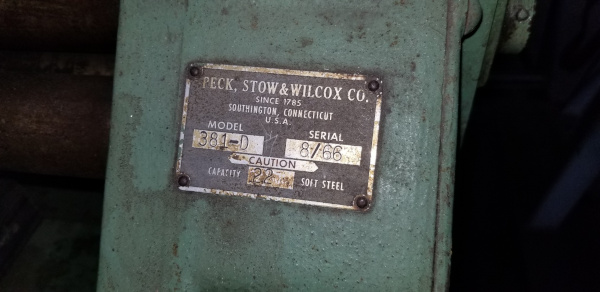 PECK, STOW & WILCOX CO.
SINCE 1785
SOUTHINGTON, CONNECTICUT
U.S.A.
MODEL SERIAL
381-D 8/66
CAUTION
CAPACITY 22 SOFT STEEL